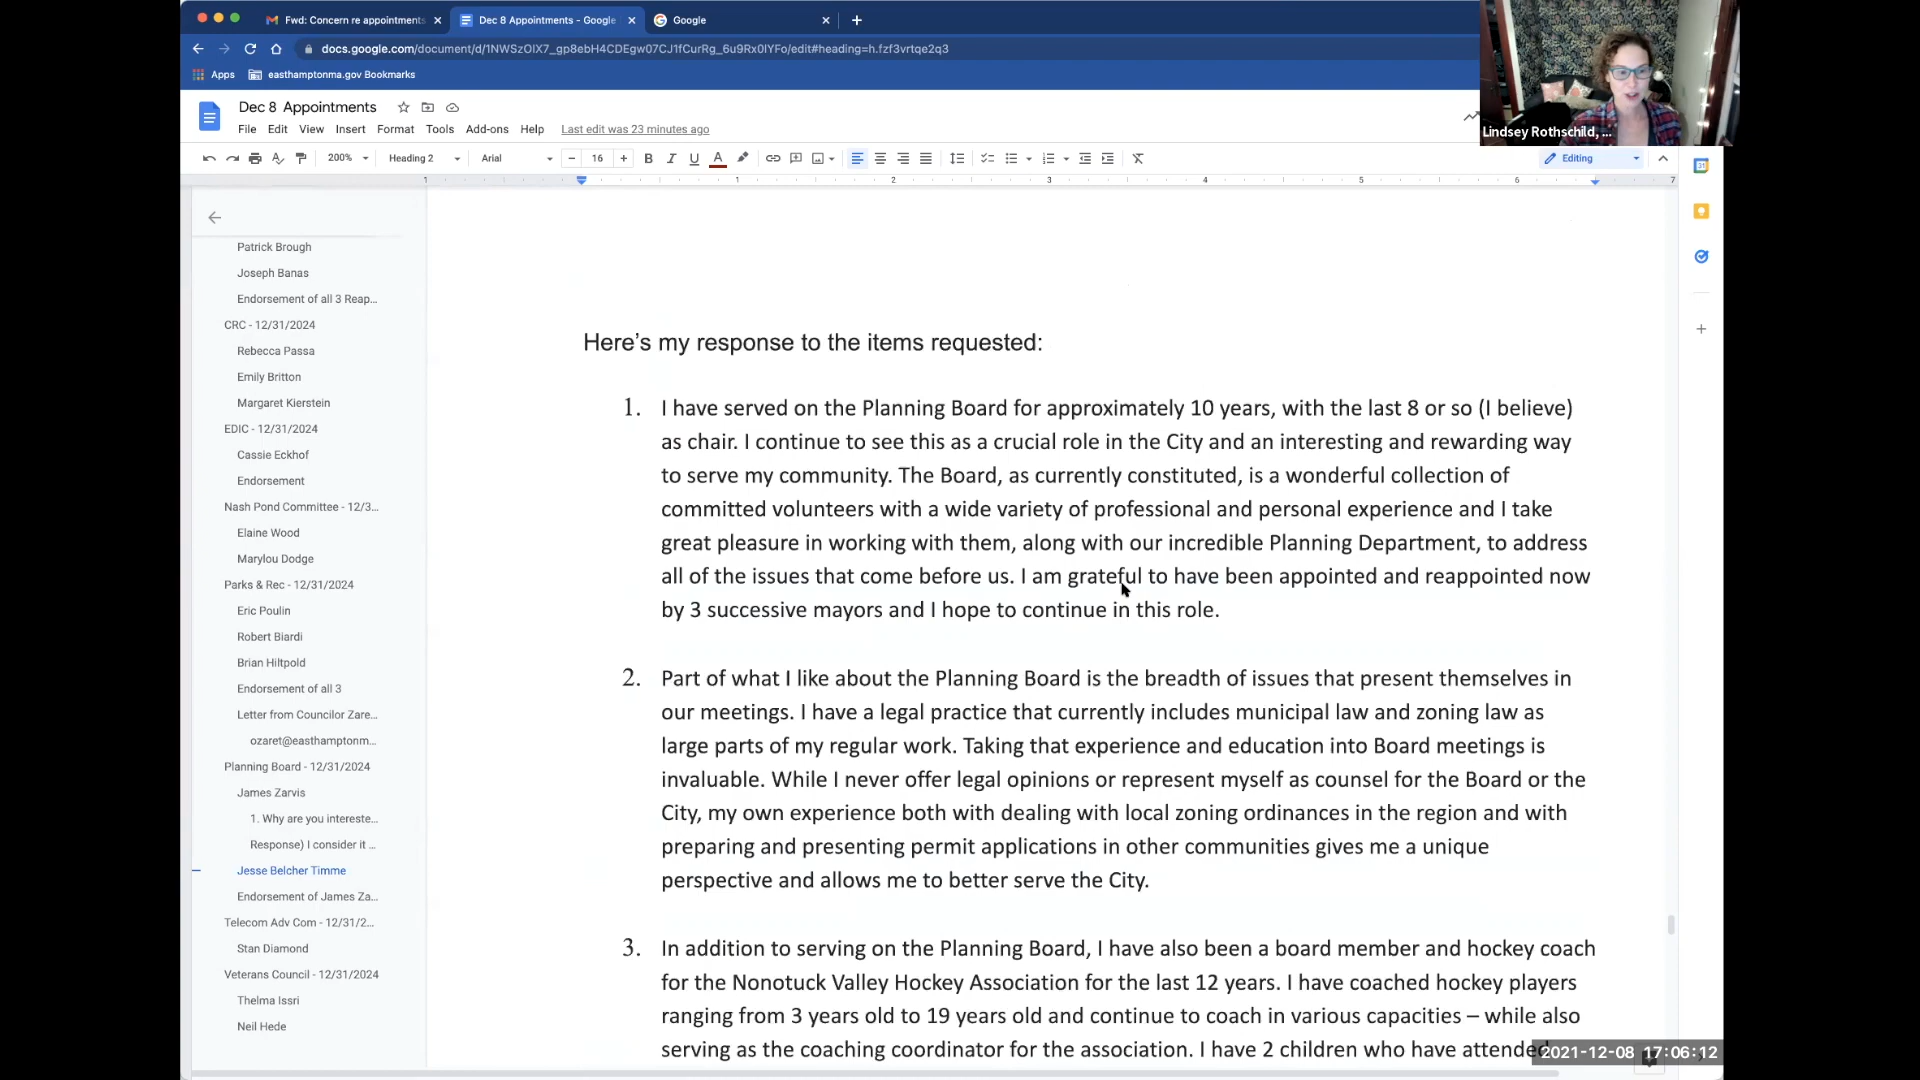 Fwd: Concern re appointments
Dec 8 Appointments - Google
Google
docs.google.com/document/d/1NWSzOIX7_gp8ebH4CDEgw07CJ1fCurRg_6u9Rx0IYFo/edit#heading=h.fzf3vrtqe2q3
Apps
easthamptonma.gov Bookmarks
Lindsey Rothschild, ...
Dec 8 Appointments
File Edit View Insert Format Tools Add-ons Help Last edit was 23 minutes ago
200% Heading 2 Arial 16 B I U A Editing
1 1 2 3 4 5 6 7
Patrick Brough
Joseph Banas
Endorsement of all 3 Reap...
CRC - 12/31/2024
Rebecca Passa
Emily Britton
Margaret Kierstein
EDIC - 12/31/2024
Cassie Eckhof
Endorsement
Nash Pond Committee - 12/3...
Elaine Wood
Marylou Dodge
Parks & Rec - 12/31/2024
Eric Poulin
Robert Biardi
Brian Hiltpold
Endorsement of all 3
Letter from Councilor Zare...
ozaret@easthamptonm...
Planning Board - 12/31/2024
James Zarvis
1. Why are you intereste...
Response) I consider it ...
Jesse Belcher Timme
Endorsement of James Za...
Telecom Adv Com - 12/31/2...
Stan Diamond
Veterans Council - 12/31/2024
Thelma Issri
Neil Hede
Here's my response to the items requested:
1. I have served on the Planning Board for approximately 10 years, with the last 8 or so (I believe)
as chair. I continue to see this as a crucial role in the City and an interesting and rewarding way
to serve my community. The Board, as currently constituted, is a wonderful collection of
committed volunteers with a wide variety of professional and personal experience and I take
great pleasure in working with them, along with our incredible Planning Department, to address
all of the issues that come before us. I am grateful to have been appointed and reappointed now
by 3 successive mayors and I hope to continue in this role.
2. Part of what I like about the Planning Board is the breadth of issues that present themselves in
our meetings. I have a legal practice that currently includes municipal law and zoning law as
large parts of my regular work. Taking that experience and education into Board meetings is
invaluable. While I never offer legal opinions or represent myself as counsel for the Board or the
City, my own experience both with dealing with local zoning ordinances in the region and with
preparing and presenting permit applications in other communities gives me a unique
perspective and allows me to better serve the City.
3. In addition to serving on the Planning Board, I have also been a board member and hockey coach
for the Nonotuck Valley Hockey Association for the last 12 years. I have coached hockey players
ranging from 3 years old to 19 years old and continue to coach in various capacities – while also
serving as the coaching coordinator for the association. I have 2 children who have attended
2021-12-08 17:06:12